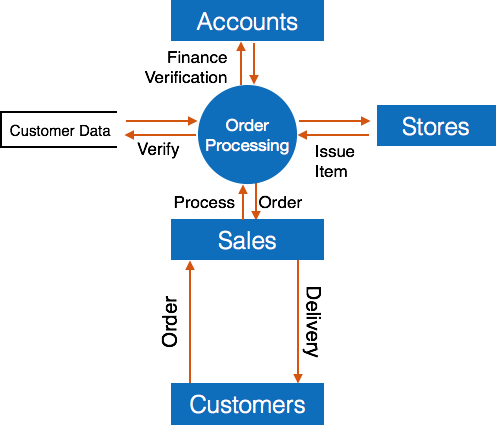 Accounts
Finance
Verification
Customer Data
Order
Processing
Stores
Verify
Issue
Item
Process
Order
Sales
Order
Delivery
Customers